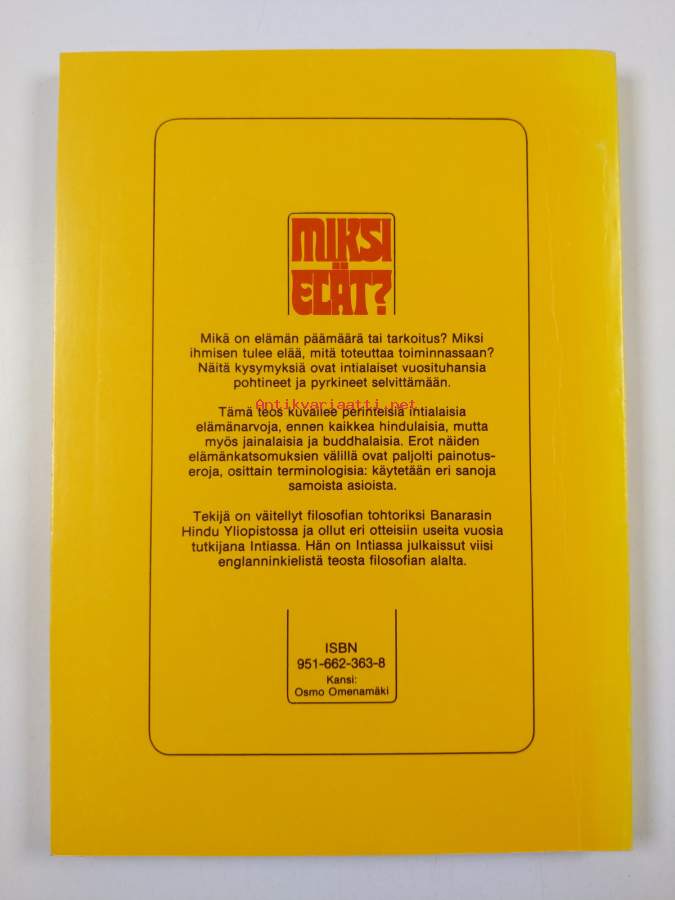 MIKSI
ELÄT?
Mikä on elämän päämäärä tai tarkoitus? Miksi
ihmisen tulee elää, mitä toteuttaa toiminnassaan?
Näitä kysymyksiä ovat intialaiset vuosituhansia
pohtineet ja pyrkineet selvittämään.
Antikvariaatti.net
Tämä teos kuvailee perinteisiä intialaisia
elämänarvoja, ennen kaikkea hindulaisia, mutta
myös jainalaisia ja buddhalaisia. Erot näiden
elämänkatsomuksien välillä ovat paljolti painotus-
eroja, osittain terminologisia: käytetään eri sanoja
samoista asioista.
Tekijä on väitellyt filosofian tohtoriksi Banarasin
Hindu Yliopistossa ja ollut eri otteisiin useita vuosia
tutkijana Intiassa. Hän on Intiassa julkaissut viisi
englanninkielistä teosta filosofian alalta.
ISBN
951-662-363-8
Kansi:
Osmo Omenamäki